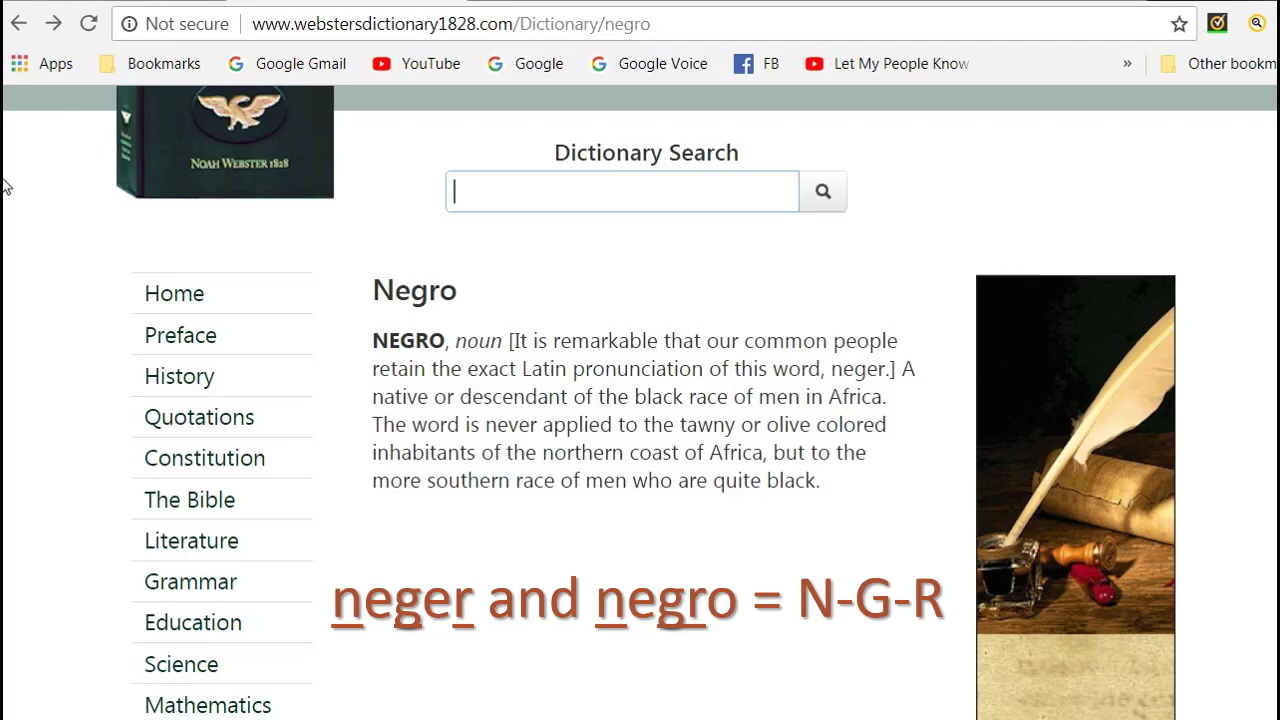 Not secure
www.webstersdictionary1828.com/Dictionary/negro
Apps Bookmarks Google Gmail YouTube Google Google Voice FB Let My People Know » Other bookm
NOAH WEBSTER 1828
Dictionary Search
Home
Preface
History
Quotations
Constitution
The Bible
Literature
Grammar
Education
Science
Mathematics
Negro
NEGRO, noun [It is remarkable that our common people
retain the exact Latin pronunciation of this word, neger.] A
native or descendant of the black race of men in Africa.
The word is never applied to the tawny or olive colored
inhabitants of the northern coast of Africa, but to the
more southern race of men who are quite black.
neger and negro = N-G-R